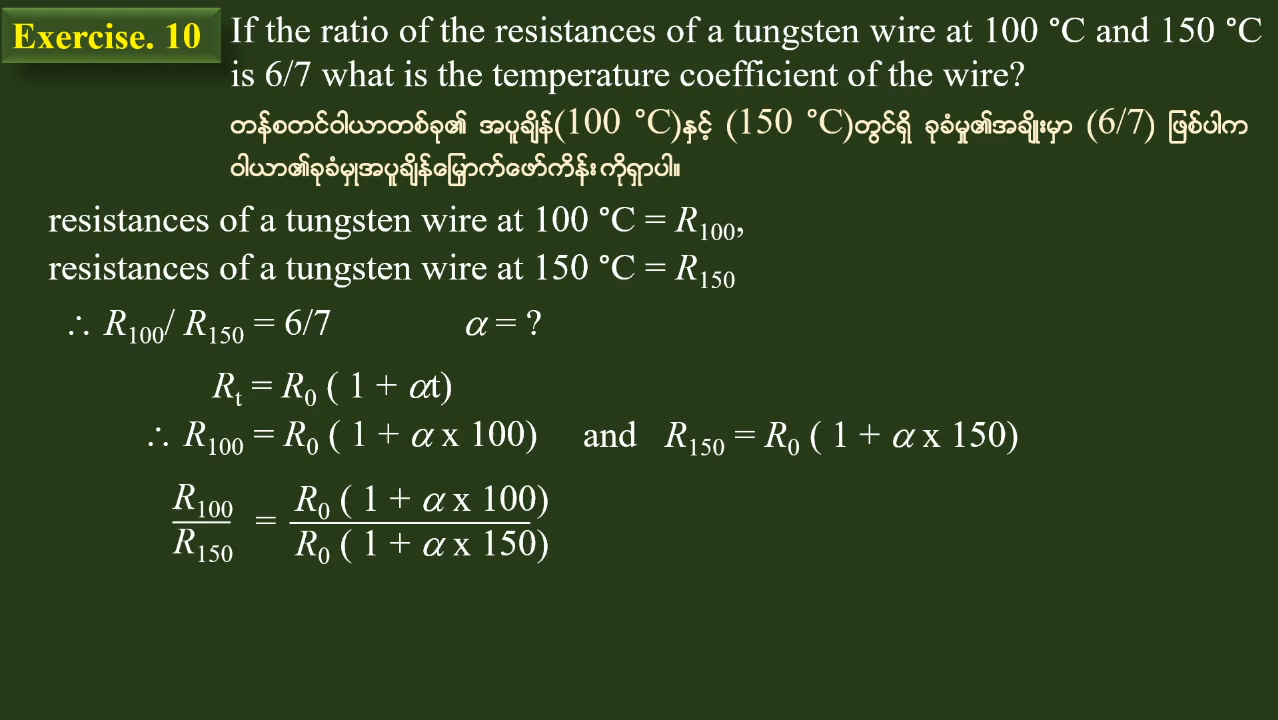 Exercise. 10
If the ratio of the resistances of a tungsten wire at 100 °C and 150 °C
is 6/7 what is the temperature coefficient of the wire?
တန်စတင်ဝါယာတစ်ခု၏ အပူချိန်(100 °C)နှင့် (150 °C)တွင်ရှိ ခုခံမှု၏အချိုးမှာ (6/7) ဖြစ်ပါက
ဝါယာ၏ခုခံမှုအပူချိန်မြှောက်ဖော်ကိန်းကိုရှာပါ။
resistances of a tungsten wire at 100 °C = R₁₀₀,
resistances of a tungsten wire at 150 °C = R₁₅₀
∴ R₁₀₀/ R₁₅₀ = 6/7 α = ?
Rₜ = R₀ ( 1 + αt)
∴ R₁₀₀ = R₀ ( 1 + α x 100) and R₁₅₀ = R₀ ( 1 + α x 150)
R₁₀₀ = R₀ ( 1 + α x 100)
R₁₅₀ R₀ ( 1 + α x 150)